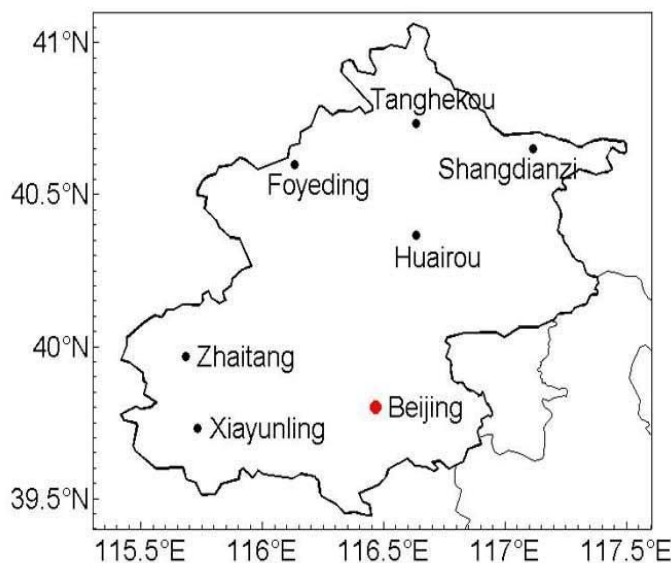 41°N
Tanghekou
Shangdianzi
Foyeding
40.5°N
Huairou
40°N
Zhaitang
Beijing
Xiayunling
39.5°N
115.5°E 116°E 116.5°E 117°E 117.5°E